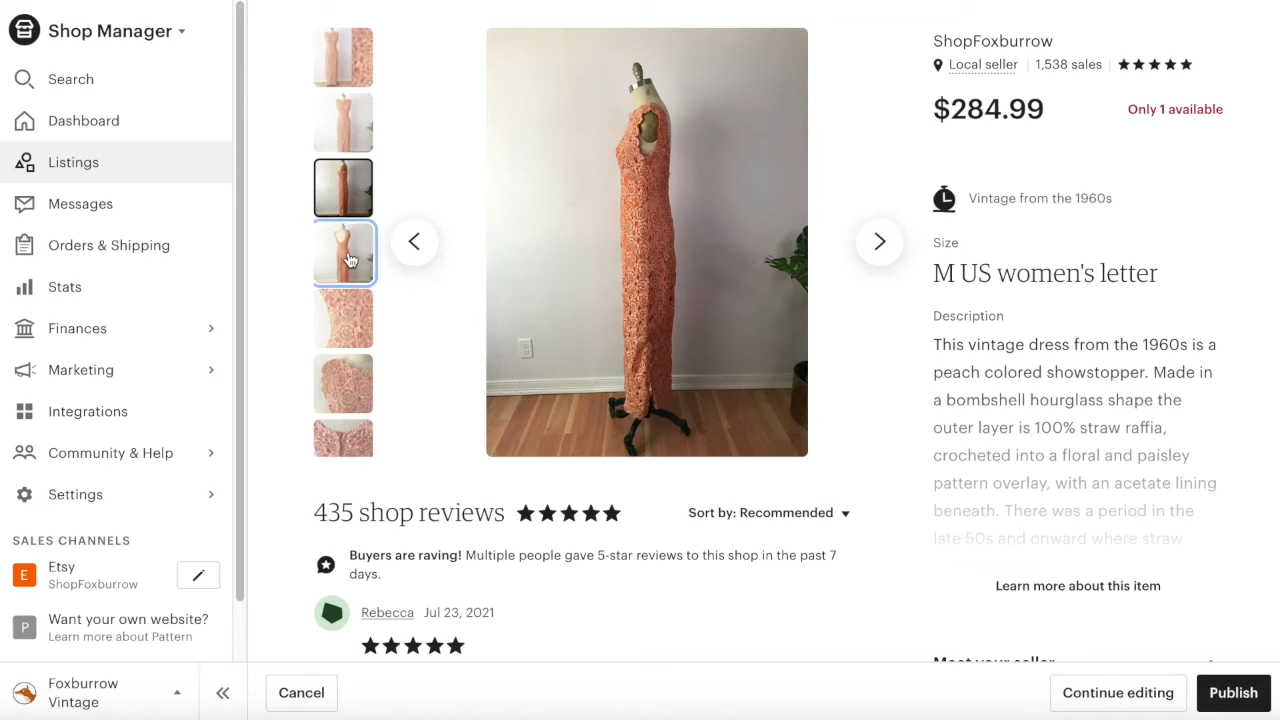 Shop Manager
Search
Dashboard
Listings
Messages
Orders & Shipping
Stats
Finances
Marketing
Integrations
Community & Help
Settings
SALES CHANNELS
E
Etsy
ShopFoxburrow
P
Want your own website?
Learn more about Pattern
Foxburrow
Vintage
435 shop reviews
Sort by: Recommended
Buyers are raving! Multiple people gave 5-star reviews to this shop in the past 7
days.
Rebecca Jul 23, 2021
ShopFoxburrow
Local seller 1,538 sales
$284.99 Only 1 available
Vintage from the 1960s
Size
M US women's letter
Description
This vintage dress from the 1960s is a
peach colored showstopper. Made in
a bombshell hourglass shape the
outer layer is 100% straw raffia,
crocheted into a floral and paisley
pattern overlay, with an acetate lining
beneath. There was a period in the
late 50s and onward where straw
Learn more about this item
Meet your seller
Cancel
Continue editing
Publish